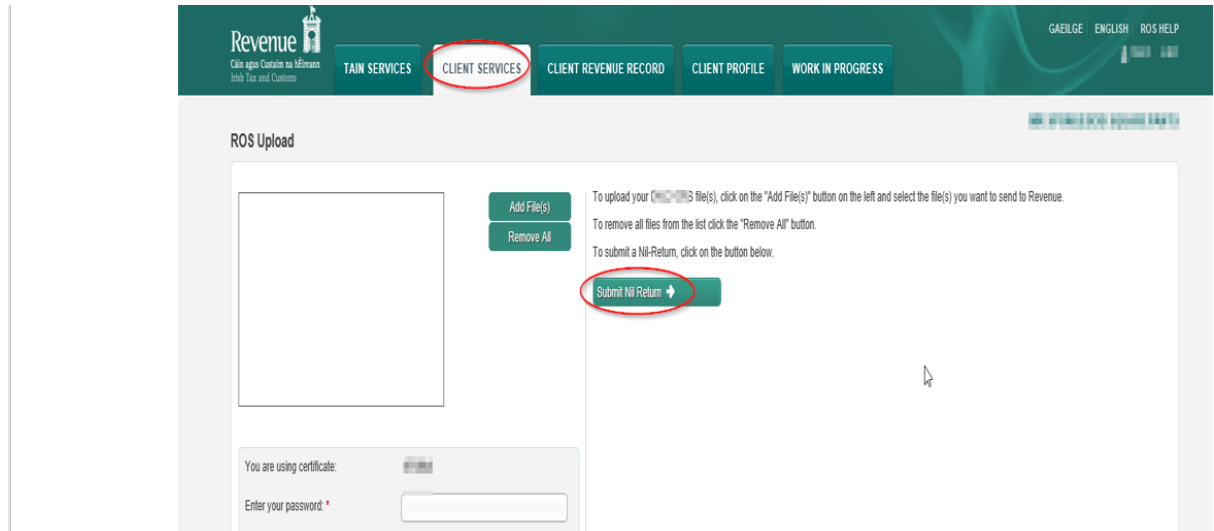 GAEILGE ENGLISH ROS HELP
Revenue
Cáin agus Custaim na hÉireann
Irish Tax and Customs
TAIN SERVICES CLIENT SERVICES CLIENT REVENUE RECORD CLIENT PROFILE WORK IN PROGRESS
ROS Upload
Add File(s)
Remove All
To upload your file(s), click on the "Add File(s)" button on the left and select the file(s) you want to send to Revenue.
To remove all files from the list click the "Remove All" button.
To submit a Nil-Return, click on the button below.
Submit Nil Return
You are using certificate:
Enter your password: *